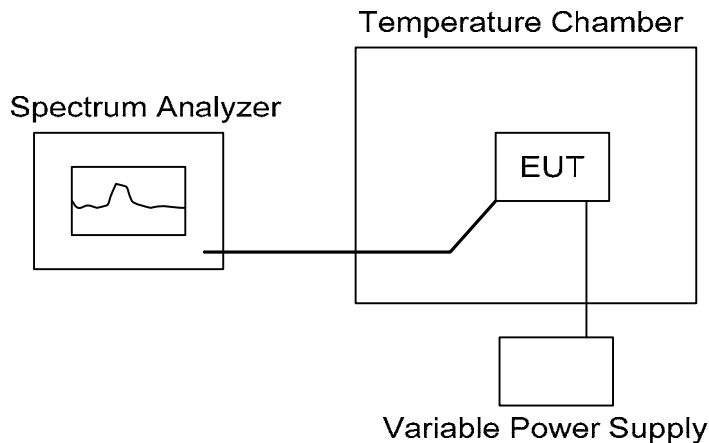 Temperature Chamber
Spectrum Analyzer
EUT
Variable Power Supply